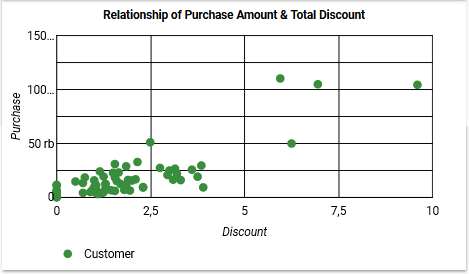 Relationship of Purchase Amount & Total Discount
150...
100...
50 rb
0
Purchase
0
2,5
5
7,5
10
Discount
Customer